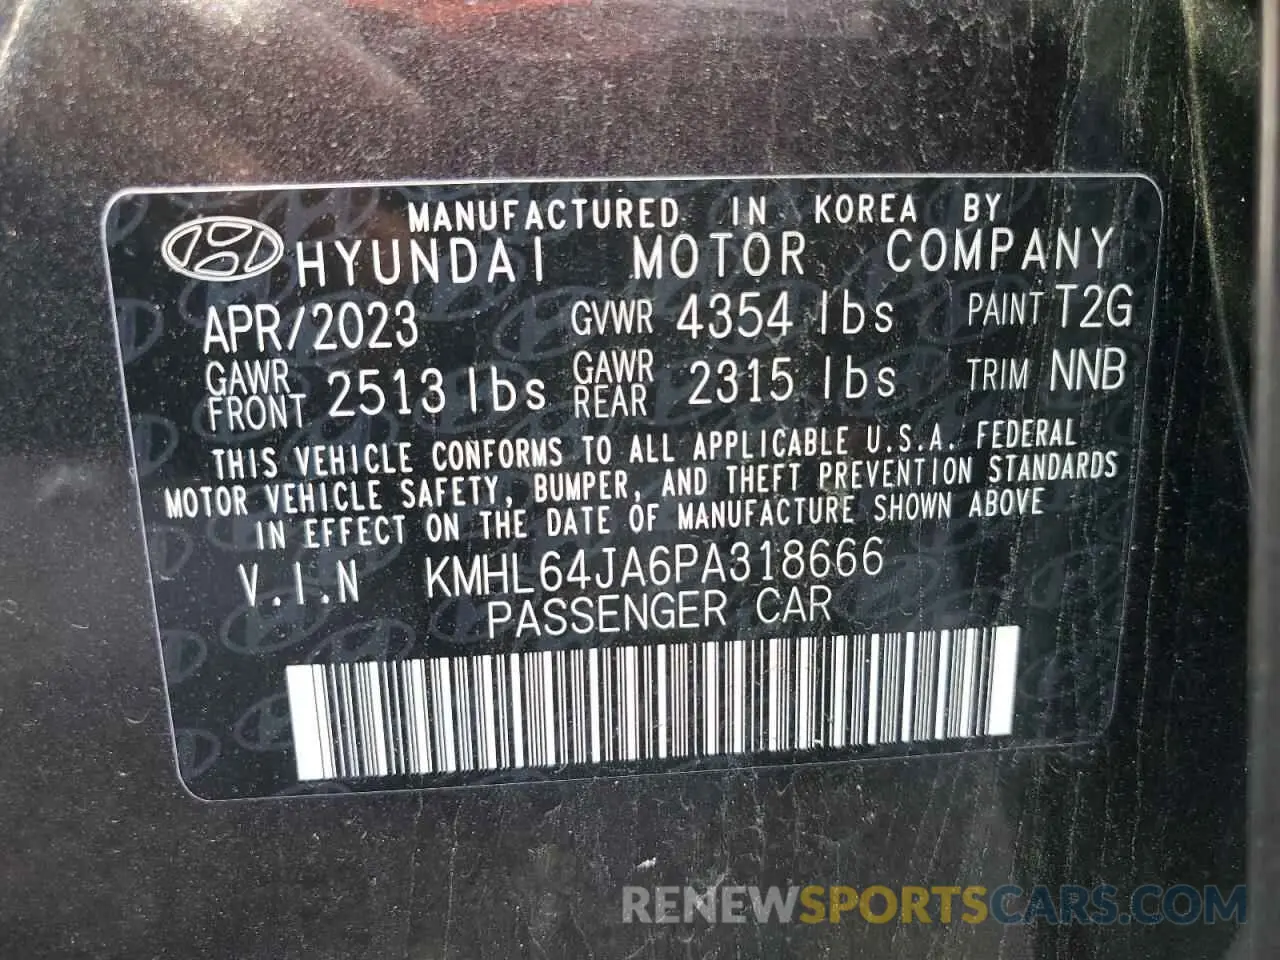 MANUFACTURED IN KOREA BY
HYUNDAI MOTOR COMPANY
APR/2023 GVWR 4354 lbs PAINT T2G
GAWR FRONT 2513 lbs GAWR REAR 2315 lbs TRIM NNB
THIS VEHICLE CONFORMS TO ALL APPLICABLE U.S.A. FEDERAL
MOTOR VEHICLE SAFETY, BUMPER, AND THEFT PREVENTION STANDARDS
IN EFFECT ON THE DATE OF MANUFACTURE SHOWN ABOVE
V.I.N KMHL64JA6PA318666
PASSENGER CAR
RENEWSPORTSCARS.COM